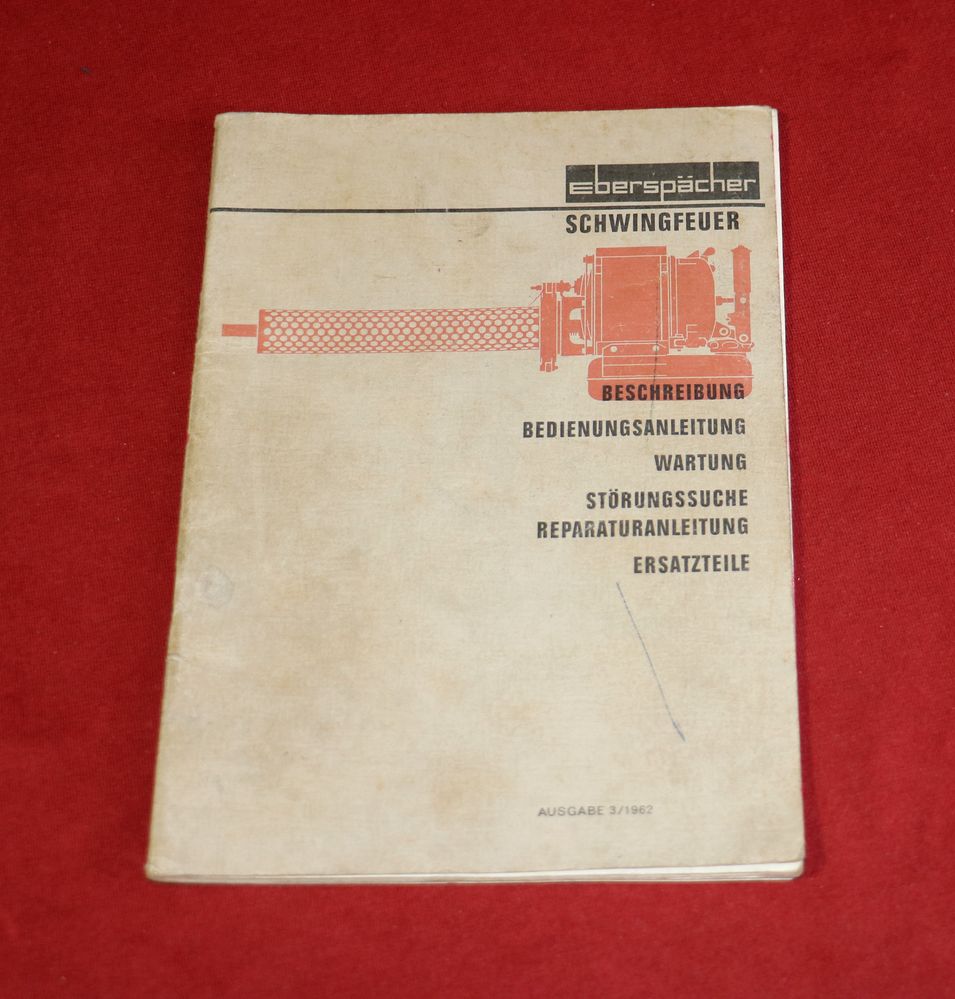 Eberspächer
SCHWINGFEUER
BESCHREIBUNG
BEDIENUNGSANLEITUNG
WARTUNG
STÖRUNGSSUCHE
REPARATURANLEITUNG
ERSATZTEILE
AUSGABE 3/1962